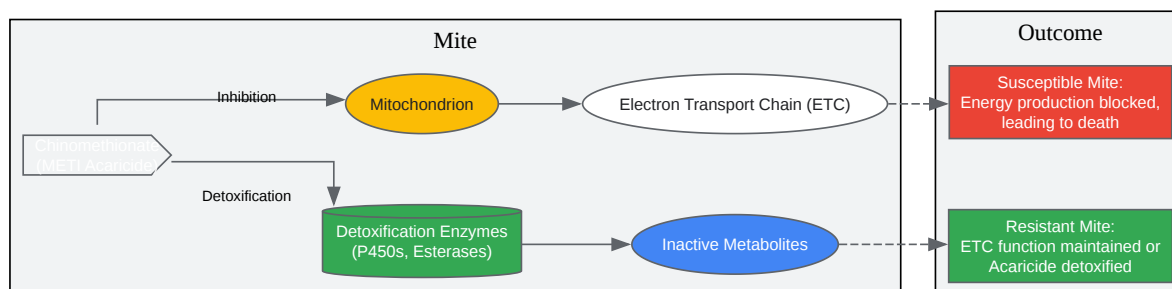 Mite
Outcome
Inhibition
Mitochondrion
Electron Transport Chain (ETC)
Susceptible Mite:
Energy production blocked,
leading to death
Chinomethionate
(METI Acaricide)
Detoxification
Detoxification Enzymes
(P450s, Esterases)
Inactive Metabolites
Resistant Mite:
ETC function maintained or
Acaricide detoxified